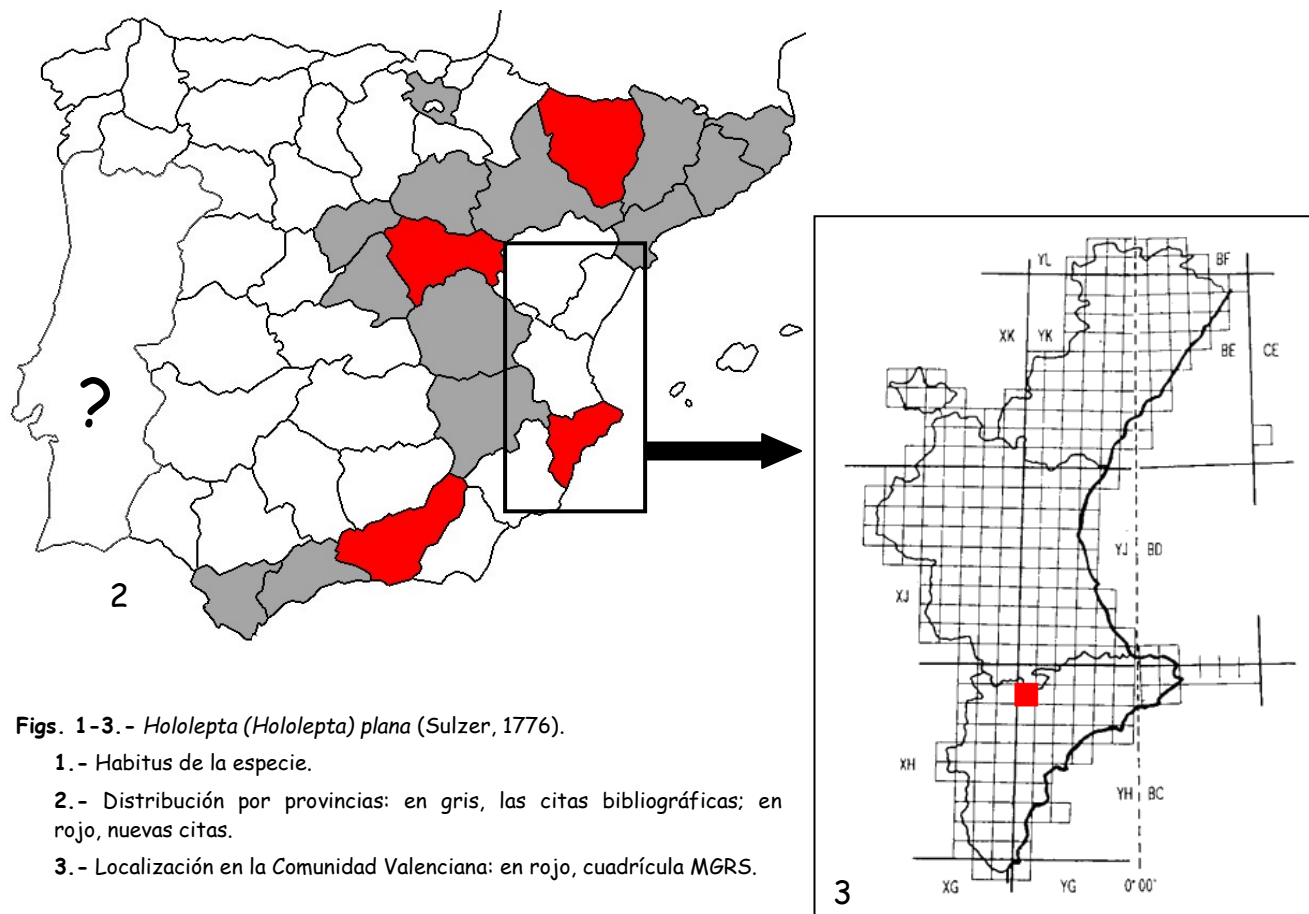 ?
2
Figs. 1-3.- Hololepta (Hololepta) plana (Sulzer, 1776).
1.- Habitus de la especie.
2.- Distribución por provincias: en gris, las citas bibliográficas; en
rojo, nuevas citas.
3.- Localización en la Comunidad Valenciana: en rojo, cuadrícula MGRS.
YL BF
XK YK BE CE
YJ BD
XJ
XH YH BC
XG YG 0° 00'
3